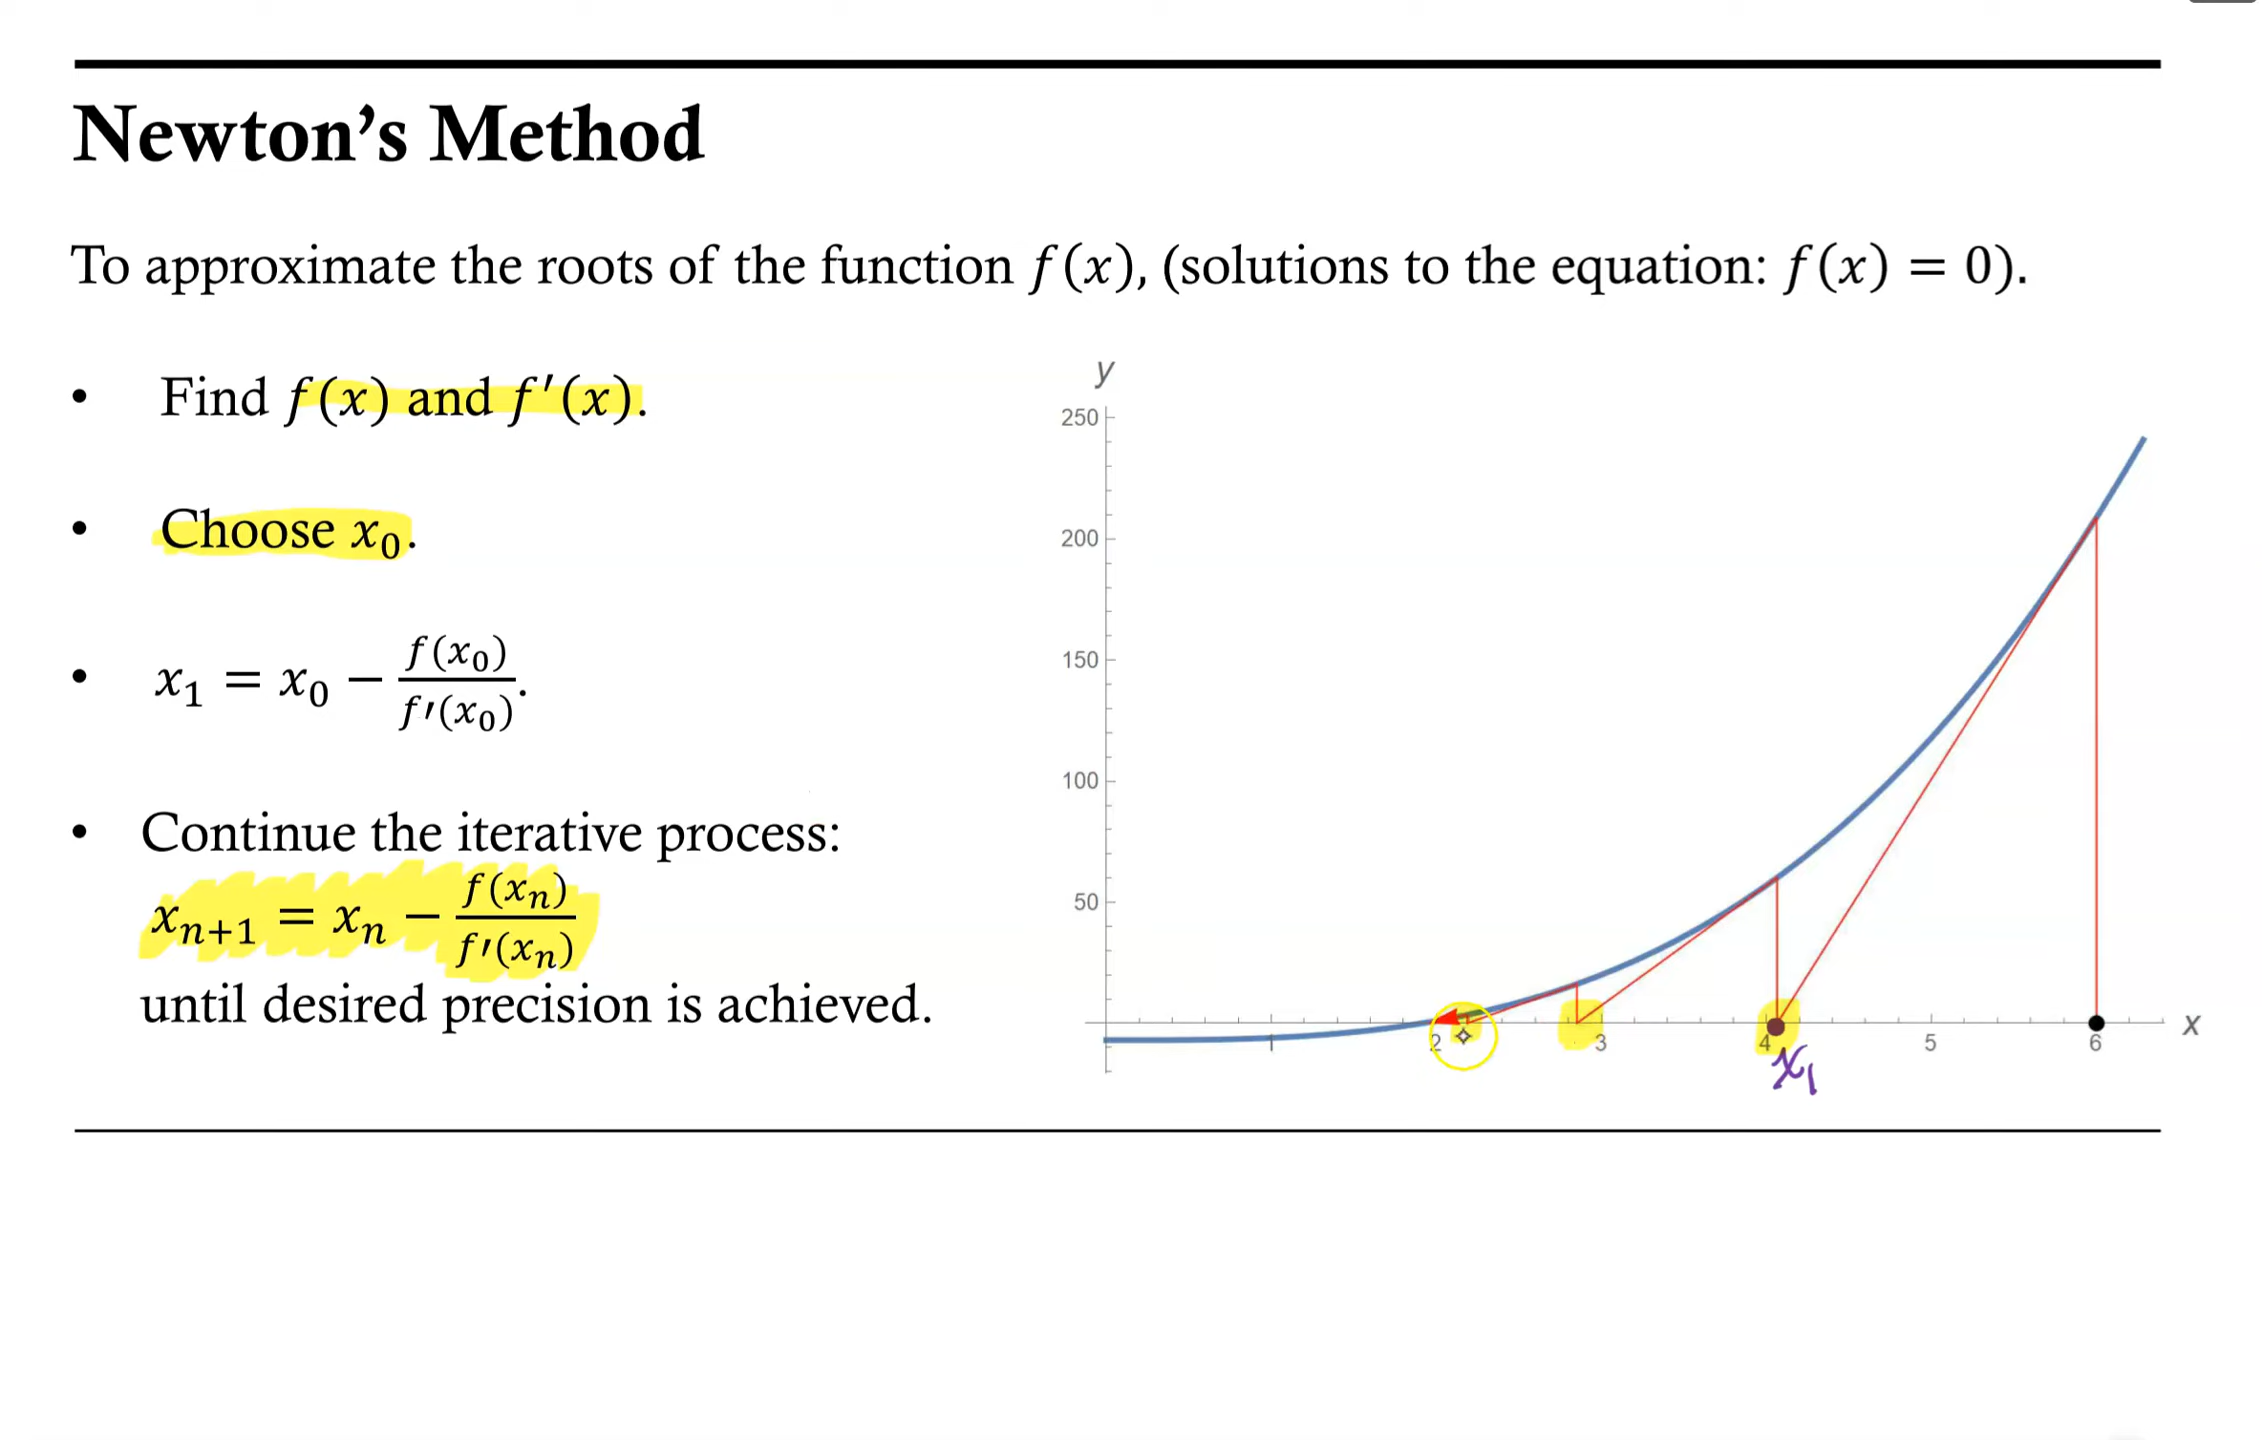 Newton’s Method
To approximate the roots of the function f(x), (solutions to the equation: f(x) = 0).
• Find f(x) and f′(x).
• Choose x₀.
• x₁ = x₀ − f(x₀)/f′(x₀).
• Continue the iterative process:
xₙ₊₁ = xₙ − f(xₙ)/f′(xₙ)
until desired precision is achieved.
y
250
200
150
100
50
2 3 4 5 6 x
x₁